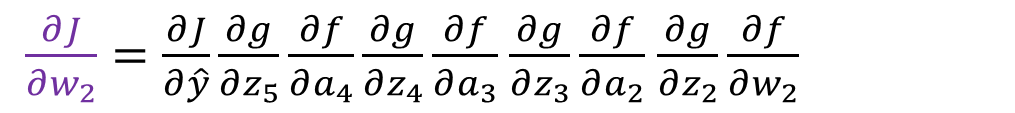 ∂J/∂w₂ = ∂J/∂ŷ ∂g/∂z₅ ∂f/∂a₄ ∂g/∂z₄ ∂f/∂a₃ ∂g/∂z₃ ∂f/∂a₂ ∂g/∂z₂ ∂f/∂w₂